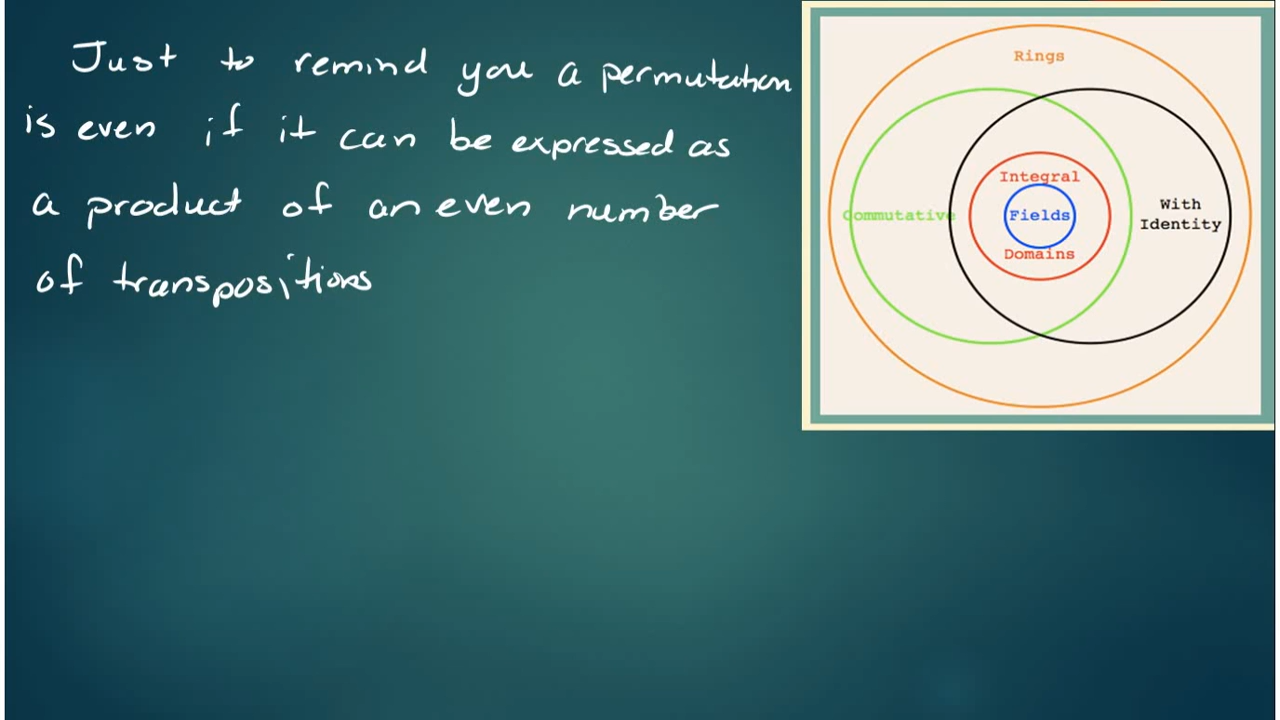 Just to remind you a permutation
is even if it can be expressed as
a product of an even number
of transpositions
Rings
Integral
Fields
Domains
Commutative
With
Identity